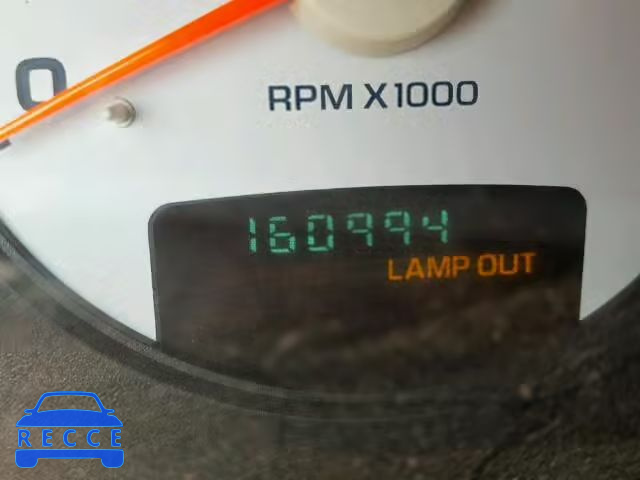 0
RPM X1000
160994
LAMP OUT
RECCE